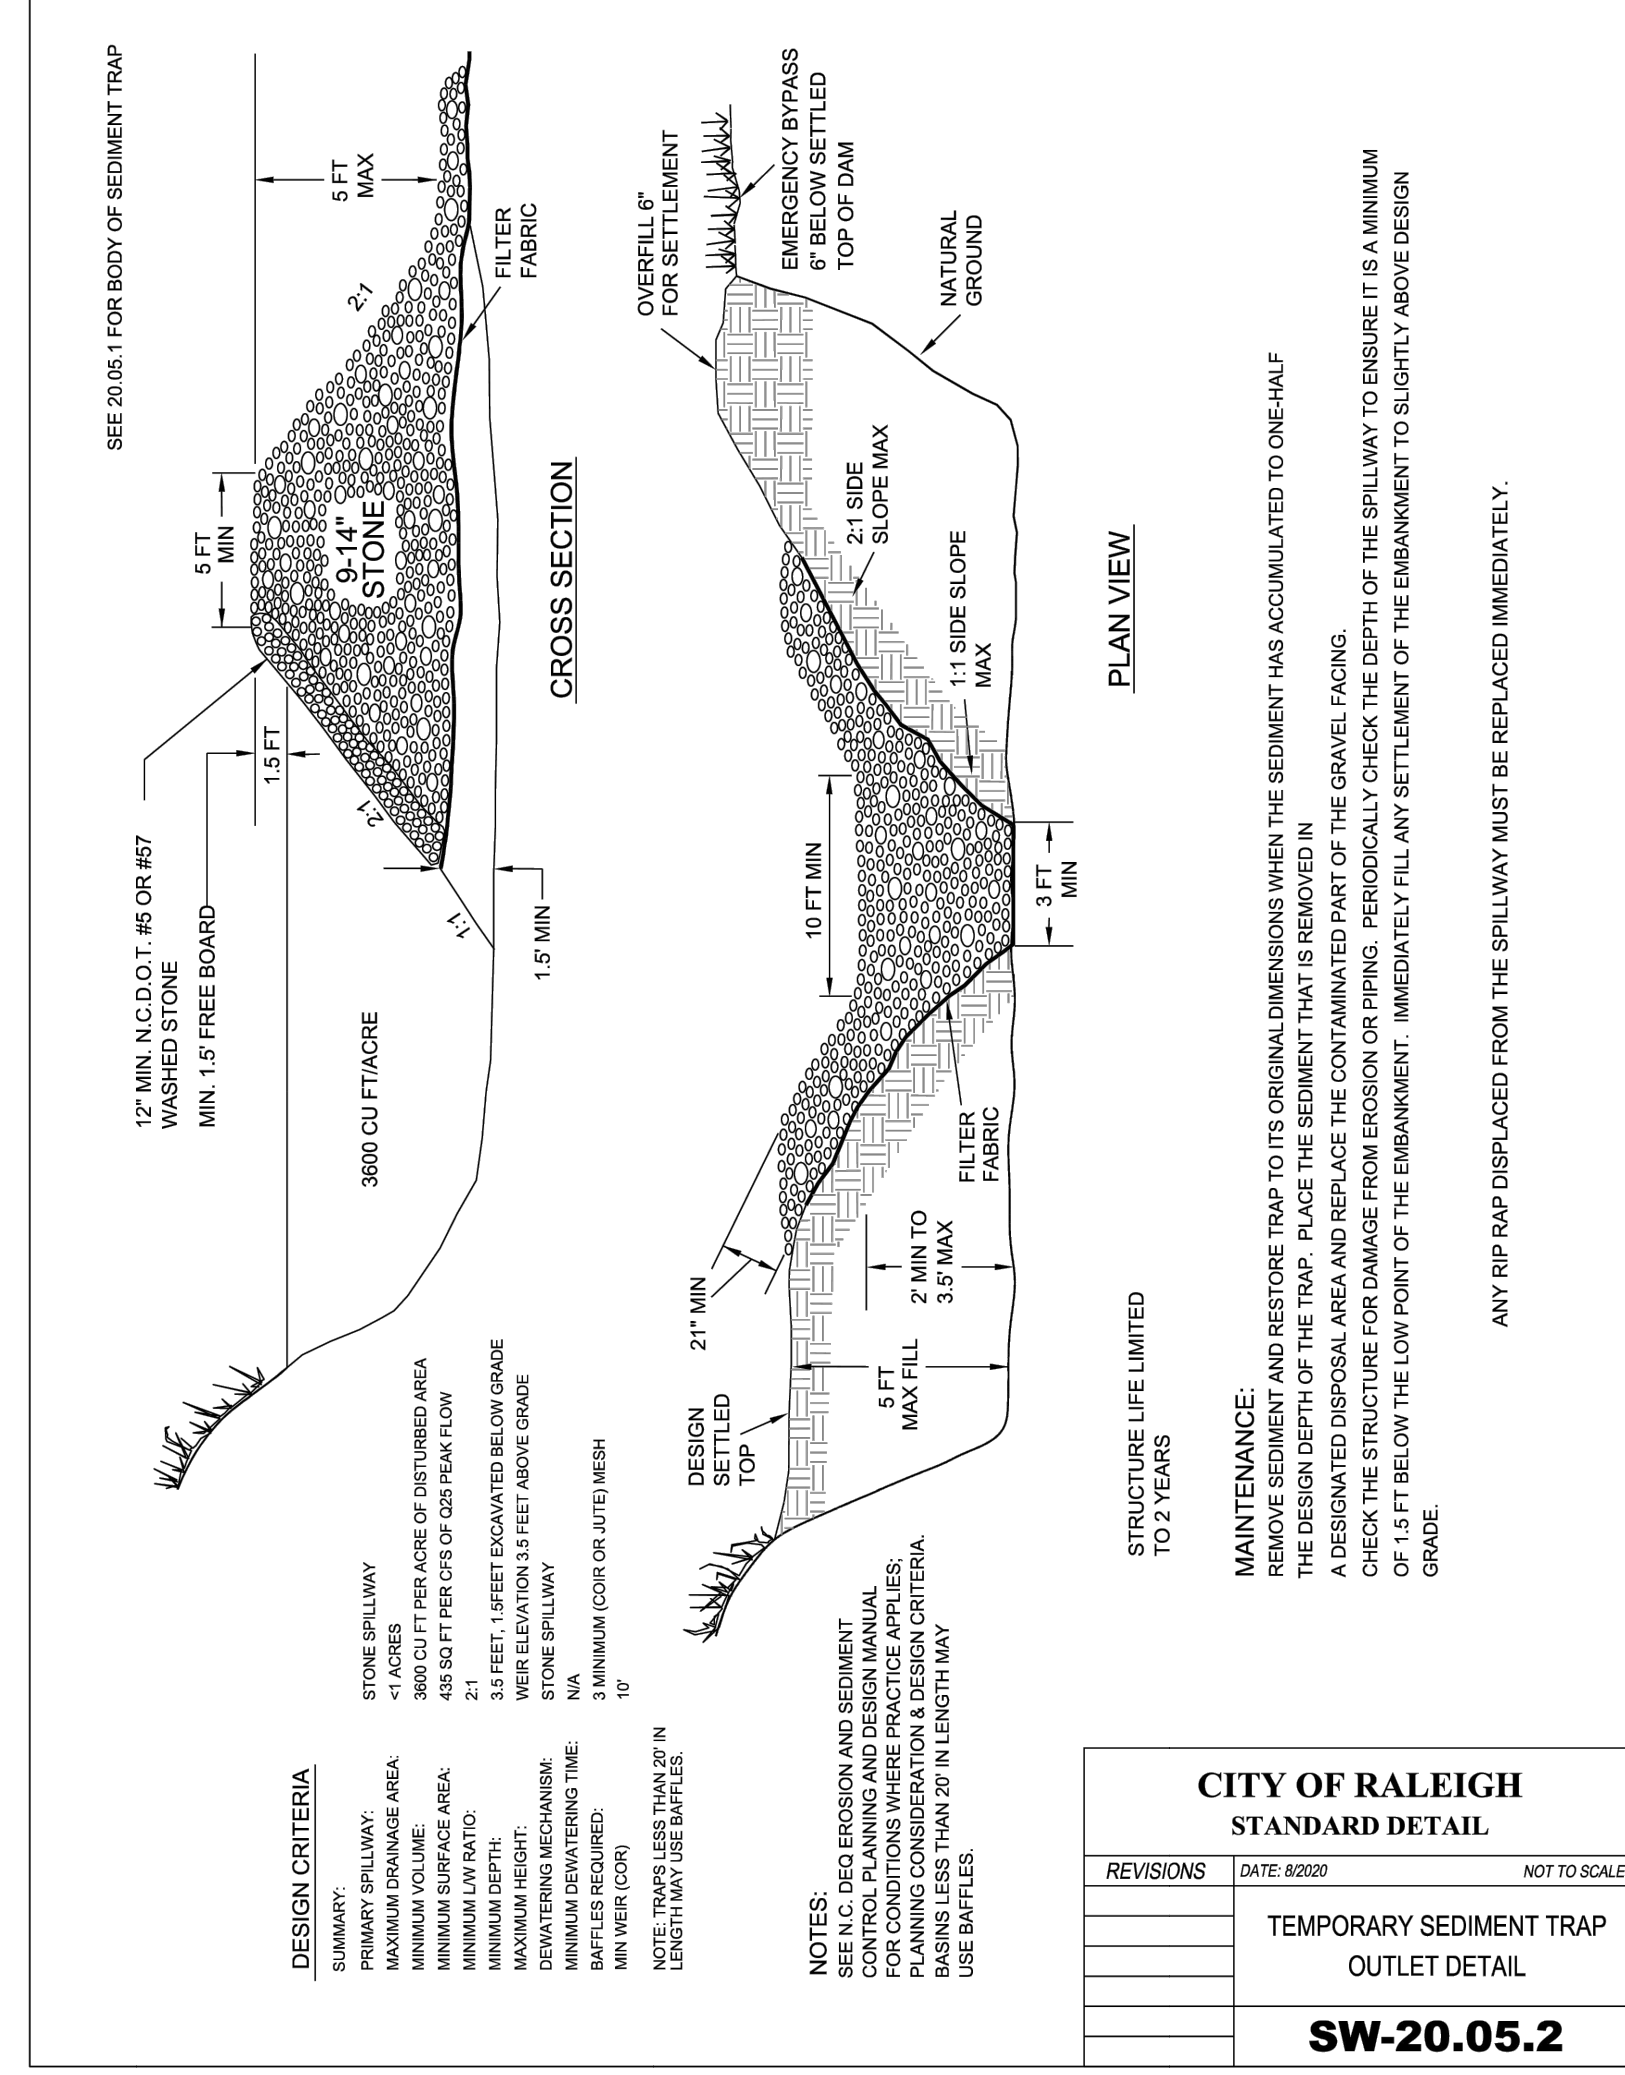 SEE 20.05.1 FOR BODY OF SEDIMENT TRAP
12" MIN. N.C.D.O.T. #5 OR #57
WASHED STONE
MIN. 1.5' FREE BOARD
1.5 FT
5 FT
MIN
5 FT
MAX
2:1
2:1
9-14"
STONE
FILTER
FABRIC
1:1
1.5' MIN
3600 CU FT/ACRE
CROSS SECTION
DESIGN CRITERIA
SUMMARY:
PRIMARY SPILLWAY: STONE SPILLWAY
MAXIMUM DRAINAGE AREA: <1 ACRES
MINIMUM VOLUME: 3600 CU FT PER ACRE OF DISTURBED AREA
MINIMUM SURFACE AREA: 435 SQ FT PER CFS OF Q25 PEAK FLOW
MINIMUM L/W RATIO: 2:1
MINIMUM DEPTH: 3.5 FEET, 1.5FEET EXCAVATED BELOW GRADE
MAXIMUM HEIGHT: WEIR ELEVATION 3.5 FEET ABOVE GRADE
DEWATERING MECHANISM: STONE SPILLWAY
MINIMUM DEWATERING TIME: N/A
BAFFLES REQUIRED: 3 MINIMUM (COIR OR JUTE) MESH
MIN WEIR (COR) 10'
NOTE: TRAPS LESS THAN 20' IN
LENGTH MAY USE BAFFLES.
OVERFILL 6"
FOR SETTLEMENT
EMERGENCY BYPASS
6" BELOW SETTLED
TOP OF DAM
NATURAL
GROUND
2:1 SIDE
SLOPE MAX
1:1 SIDE SLOPE
MAX
10 FT MIN
3 FT
MIN
FILTER
FABRIC
21" MIN
2' MIN TO
3.5' MAX
5 FT
MAX FILL
DESIGN
SETTLED
TOP
PLAN VIEW
NOTES:
SEE N.C. DEQ EROSION AND SEDIMENT
CONTROL PLANNING AND DESIGN MANUAL
FOR CONDITIONS WHERE PRACTICE APPLIES;
PLANNING CONSIDERATION & DESIGN CRITERIA.
BASINS LESS THAN 20' IN LENGTH MAY
USE BAFFLES.
STRUCTURE LIFE LIMITED
TO 2 YEARS
MAINTENANCE:
REMOVE SEDIMENT AND RESTORE TRAP TO ITS ORIGINAL DIMENSIONS WHEN THE SEDIMENT HAS ACCUMULATED TO ONE-HALF
THE DESIGN DEPTH OF THE TRAP. PLACE THE SEDIMENT THAT IS REMOVED IN
A DESIGNATED DISPOSAL AREA AND REPLACE THE CONTAMINATED PART OF THE GRAVEL FACING.
CHECK THE STRUCTURE FOR DAMAGE FROM EROSION OR PIPING. PERIODICALLY CHECK THE DEPTH OF THE SPILLWAY TO ENSURE IT IS A MINIMUM
OF 1.5 FT BELOW THE LOW POINT OF THE EMBANKMENT. IMMEDIATELY FILL ANY SETTLEMENT OF THE EMBANKMENT TO SLIGHTLY ABOVE DESIGN
GRADE.
ANY RIP RAP DISPLACED FROM THE SPILLWAY MUST BE REPLACED IMMEDIATELY.
CITY OF RALEIGH
STANDARD DETAIL
REVISIONS DATE: 8/2020 NOT TO SCALE
TEMPORARY SEDIMENT TRAP
OUTLET DETAIL
SW-20.05.2